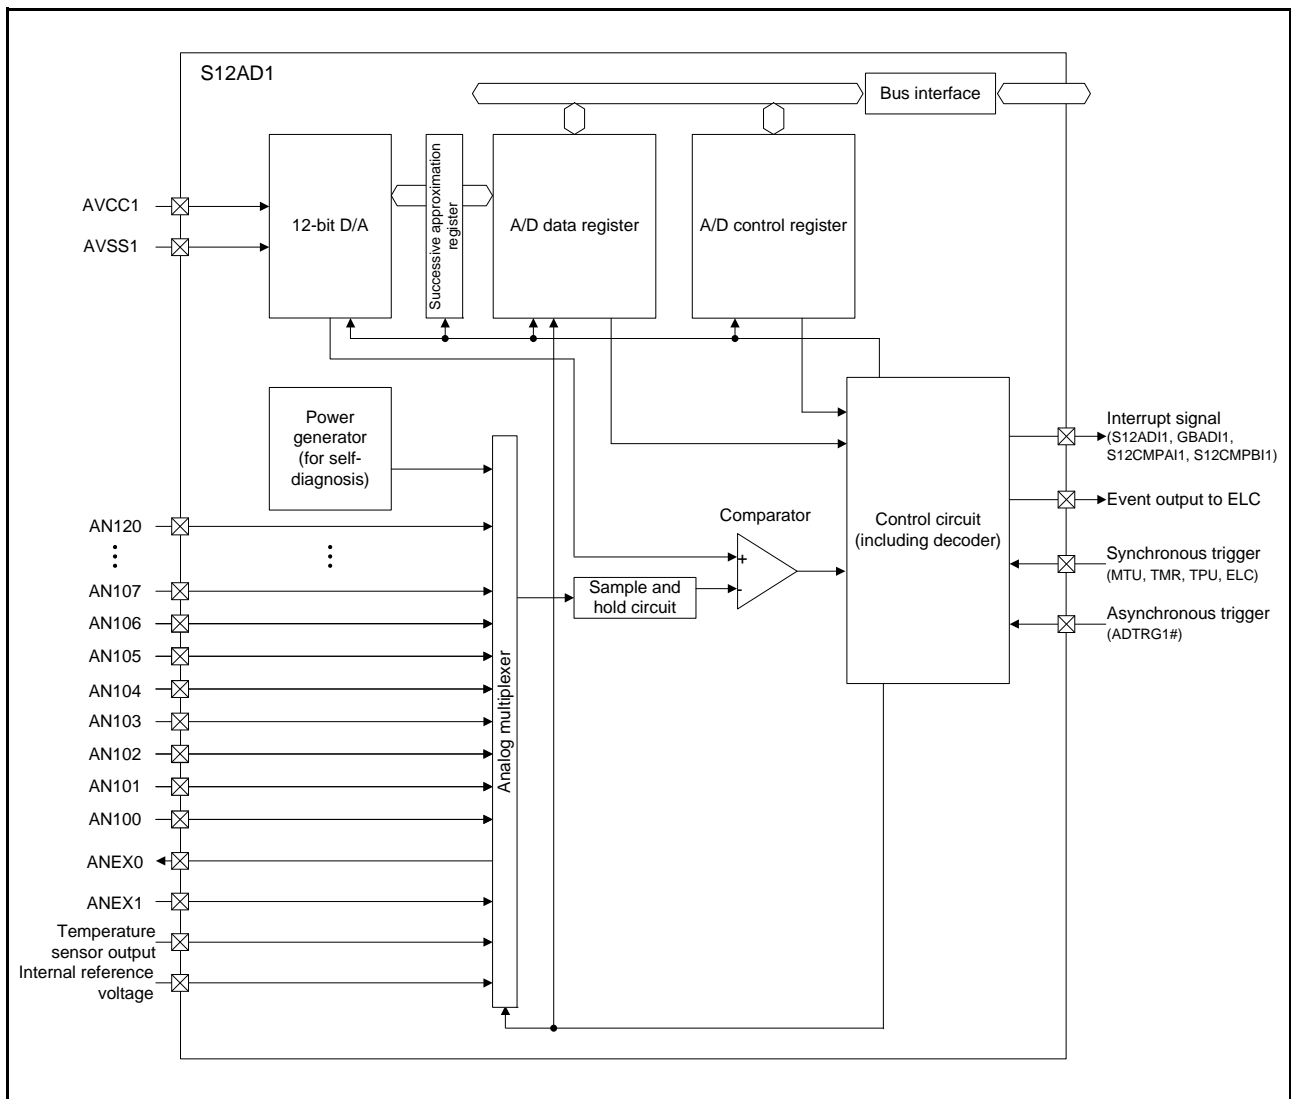 S12AD1
Bus interface
AVCC1
AVSS1
12-bit D/A
Successive approximation
register
A/D data register
A/D control register
Power
generator
(for self-
diagnosis)
Interrupt signal
(S12ADI1, GBADI1,
S12CMPAI1, S12CMPBI1)
Event output to ELC
Synchronous trigger
(MTU, TMR, TPU, ELC)
Asynchronous trigger
(ADTRG1#)
Control circuit
(including decoder)
Comparator
+
-
Sample and
hold circuit
Analog multiplexer
AN120
AN107
AN106
AN105
AN104
AN103
AN102
AN101
AN100
ANEX0
ANEX1
Temperature
sensor output
Internal reference
voltage